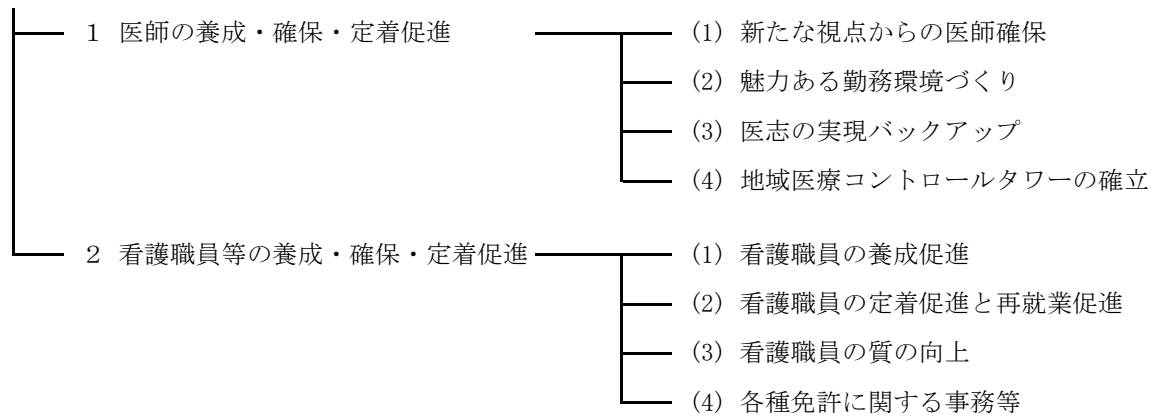 1 医師の養成・確保・定着促進
(1) 新たな視点からの医師確保
(2) 魅力ある勤務環境づくり
(3) 医志の実現バックアップ
(4) 地域医療コントロールタワーの確立
2 看護職員等の養成・確保・定着促進
(1) 看護職員の養成促進
(2) 看護職員の定着促進と再就業促進
(3) 看護職員の質の向上
(4) 各種免許に関する事務等